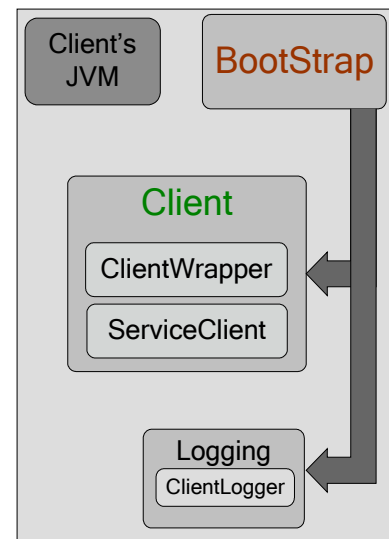 Client's
JVM
BootStrap
Client
ClientWrapper
ServiceClient
Logging
ClientLogger